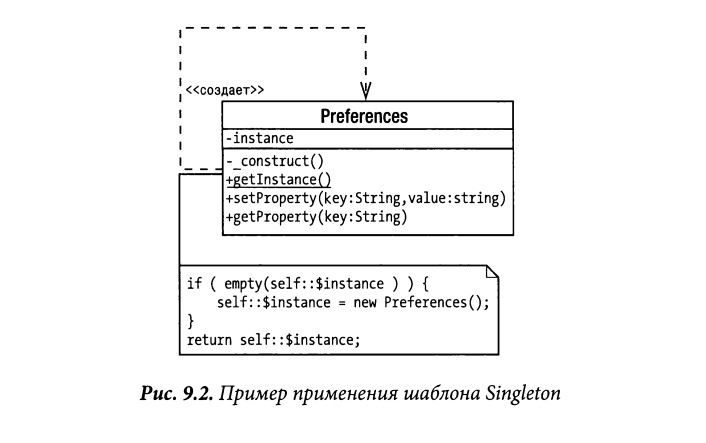 <<создает>>
Preferences
-instance
-_construct()
+getInstance()
+setProperty(key:String,value:string)
+getProperty(key:String)
if ( empty(self::$instance ) ) {
self::$instance = new Preferences();
}
return self::$instance;
Рис. 9.2. Пример применения шаблона Singleton